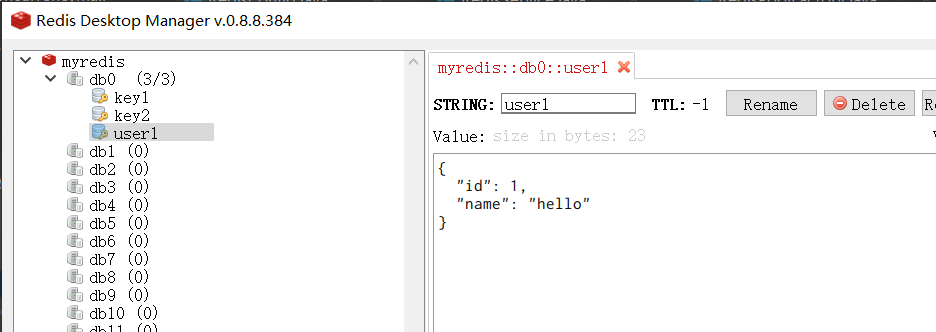 Redis Desktop Manager v.0.8.8.384
myredis
db0 (3/3)
key1
key2
user1
db1 (0)
db2 (0)
db3 (0)
db4 (0)
db5 (0)
db6 (0)
db7 (0)
db8 (0)
db9 (0)
db10 (0)
db11 (0)
myredis::db0::user1
STRING: user1 TTL: -1 Rename Delete
Value: size in bytes: 23
{
"id": 1,
"name": "hello"
}